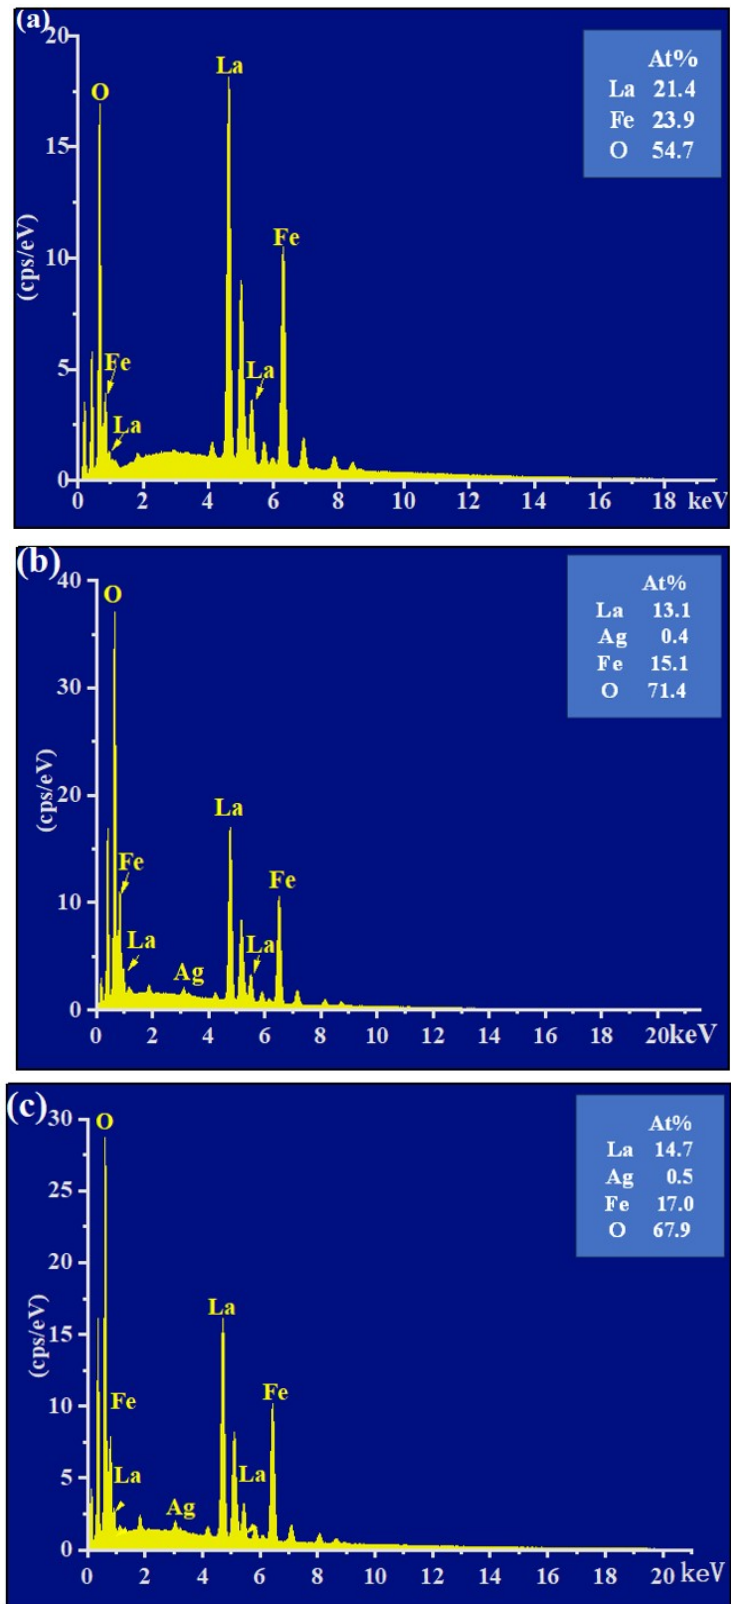 (a)
20
15
10
5
0
(cps/eV)
O
Fe
La
La
La
Fe
At%
La 21.4
Fe 23.9
O 54.7
0 2 4 6 8 10 12 14 16 18 keV
(b)
40
30
20
10
0
(cps/eV)
O
Fe
La
Ag
La
La
Fe
At%
La 13.1
Ag 0.4
Fe 15.1
O 71.4
0 2 4 6 8 10 12 14 16 18 20 keV
(c)
30
25
20
15
10
5
0
(cps/eV)
O
Fe
La
Ag
La
La
Fe
At%
La 14.7
Ag 0.5
Fe 17.0
O 67.9
0 2 4 6 8 10 12 14 16 18 20 keV